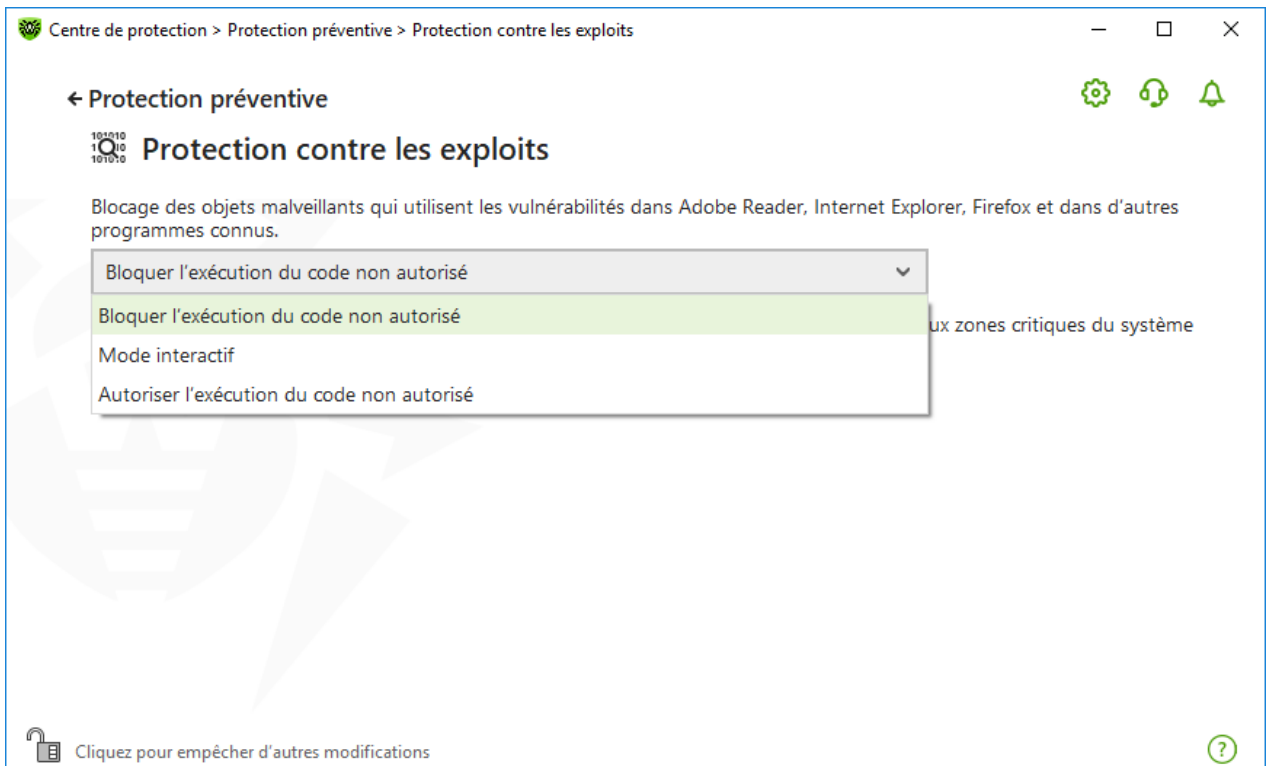 Centre de protection > Protection préventive > Protection contre les exploits
Protection préventive
101010
10
101010
Protection contre les exploits
Blocage des objets malveillants qui utilisent les vulnérabilités dans Adobe Reader, Internet Explorer, Firefox et dans d’autres
programmes connus.
Bloquer l’exécution du code non autorisé
Bloquer l’exécution du code non autorisé
ux zones critiques du système
Mode interactif
Autoriser l’exécution du code non autorisé
Cliquez pour empêcher d’autres modifications
?